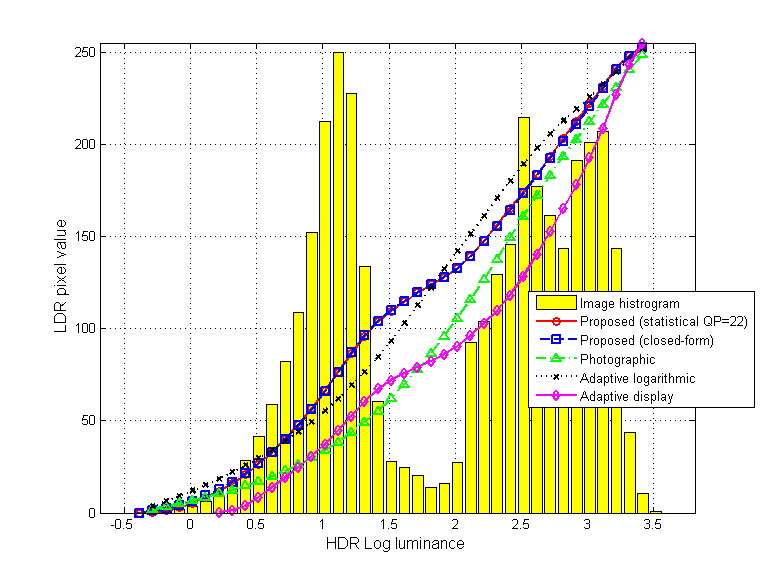 250
200
150
100
50
0
LDR pixel value
-0.5 0 0.5 1 1.5 2 2.5 3 3.5
HDR Log luminance
Image histrogram
Proposed (statistical QP=22)
Proposed (closed-form)
Photographic
Adaptive logarithmic
Adaptive display